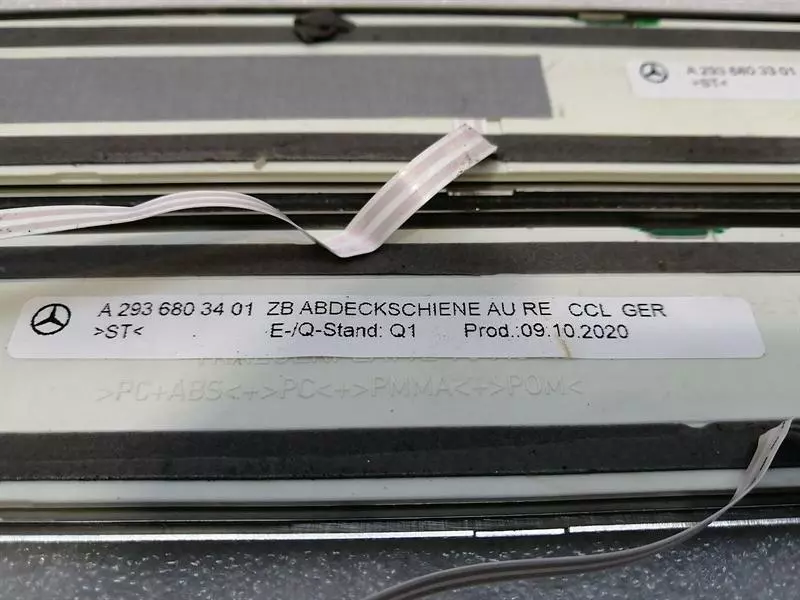 A 293 680 33 01
>ST<
A 293 680 34 01 ZB ABDECKSCHIENE AU RE CCL GER
>ST< E-/Q-Stand: Q1 Prod.:09.10.2020
>PC+ABS<+>PC<+>PMMA<+>POM<